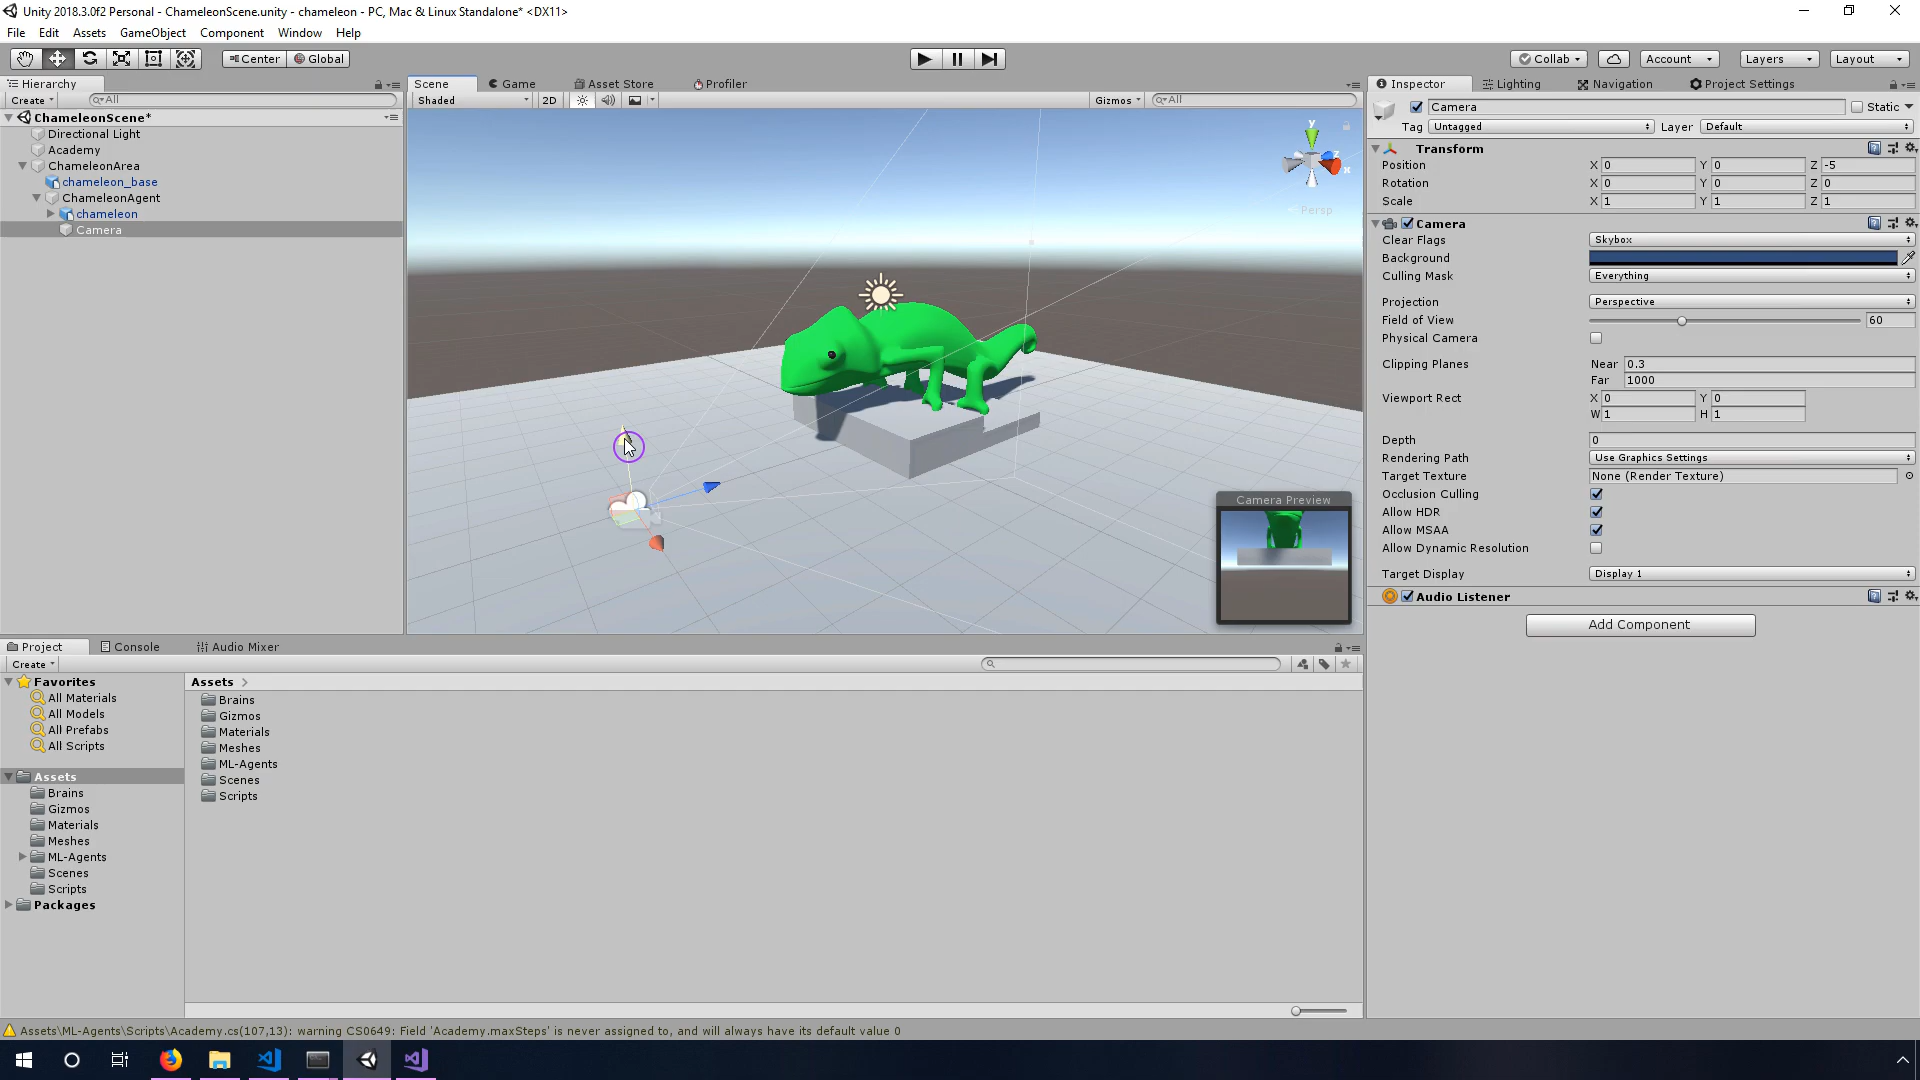 Unity 2018.3.0f2 Personal - ChameleonScene.unity - chameleon - PC, Mac & Linux Standalone* <DX11>
File Edit Assets GameObject Component Window Help
Center Global Collab Account Layers Layout
Hierarchy
Create All
ChameleonScene*
Directional Light
Academy
ChameleonArea
chameleon_base
ChameleonAgent
chameleon
Camera
Scene Game Asset Store Profiler
Shaded 2D Gizmos All
y
z
x
Persp
Camera Preview
Inspector Lighting Navigation Project Settings
Camera Static
Tag Untagged Layer Default
Transform
Position X 0 Y 0 Z -5
Rotation X 0 Y 0 Z 0
Scale X 1 Y 1 Z 1
Camera
Clear Flags Skybox
Background
Culling Mask Everything
Projection Perspective
Field of View 60
Physical Camera
Clipping Planes Near 0.3
Far 1000
Viewport Rect X 0 Y 0
W 1 H 1
Depth 0
Rendering Path Use Graphics Settings
Target Texture None (Render Texture)
Occlusion Culling
Allow HDR
Allow MSAA
Allow Dynamic Resolution
Target Display Display 1
Audio Listener
Add Component
Project Console Audio Mixer
Create
Favorites
All Materials
All Models
All Prefabs
All Scripts
Assets
Brains
Gizmos
Materials
Meshes
ML-Agents
Scenes
Scripts
Packages
Assets
Brains
Gizmos
Materials
Meshes
ML-Agents
Scenes
Scripts
Assets\ML-Agents\Scripts\Academy.cs(107,13): warning CS0649: Field 'Academy.maxSteps' is never assigned to, and will always have its default value 0